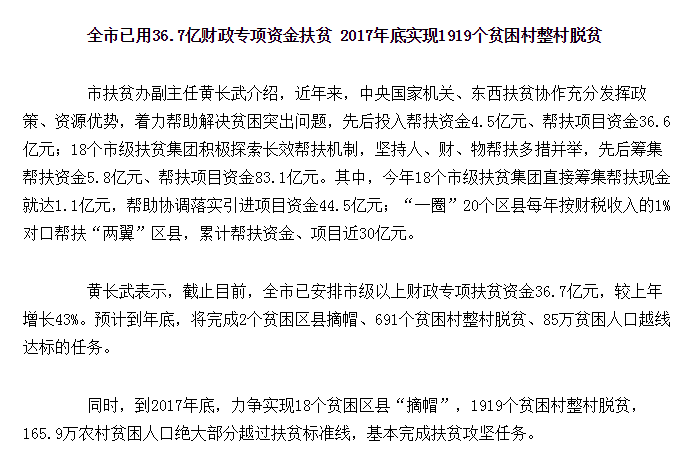 全市已用36.7亿财政专项资金扶贫 2017年底实现1919个贫困村整村脱贫
市扶贫办副主任黄长武介绍，近年来，中央国家机关、东西扶贫协作充分发挥政
策、资源优势，着力帮助解决贫困突出问题，先后投入帮扶资金4.5亿元、帮扶项目资金36.6
亿元；18个市级扶贫集团积极探索长效帮扶机制，坚持人、财、物帮扶多措并举，先后筹集
帮扶资金5.8亿元、帮扶项目资金83.1亿元。其中，今年18个市级扶贫集团直接筹集帮扶现金
就达1.1亿元，帮助协调落实引进项目资金44.5亿元；“一圈”20个区县每年按财税收入的1%
对口帮扶“两翼”区县，累计帮扶资金、项目近30亿元。
黄长武表示，截止目前，全市已安排市级以上财政专项扶贫资金36.7亿元，较上年
增长43%。预计到年底，将完成2个贫困区县摘帽、691个贫困村整村脱贫、85万贫困人口越线
达标的任务。
同时，到2017年底，力争实现18个贫困区县“摘帽”，1919个贫困村整村脱贫，
165.9万农村贫困人口绝大部分越过扶贫标准线，基本完成扶贫攻坚任务。